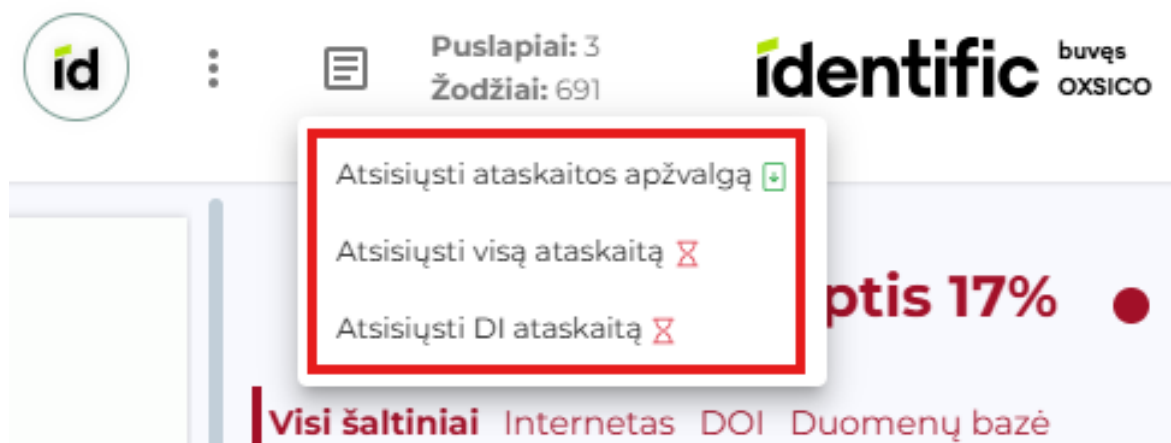 id
Puslapiai: 3
Žodžiai: 691
identific buvęs
OXSICO
Atsisiųsti ataskaitos apžvalgą
Atsisiųsti visą ataskaitą
Atsisiųsti DI ataskaitą
ptis 17%
Visi šaltiniai Internetas DOI Duomenų bazė